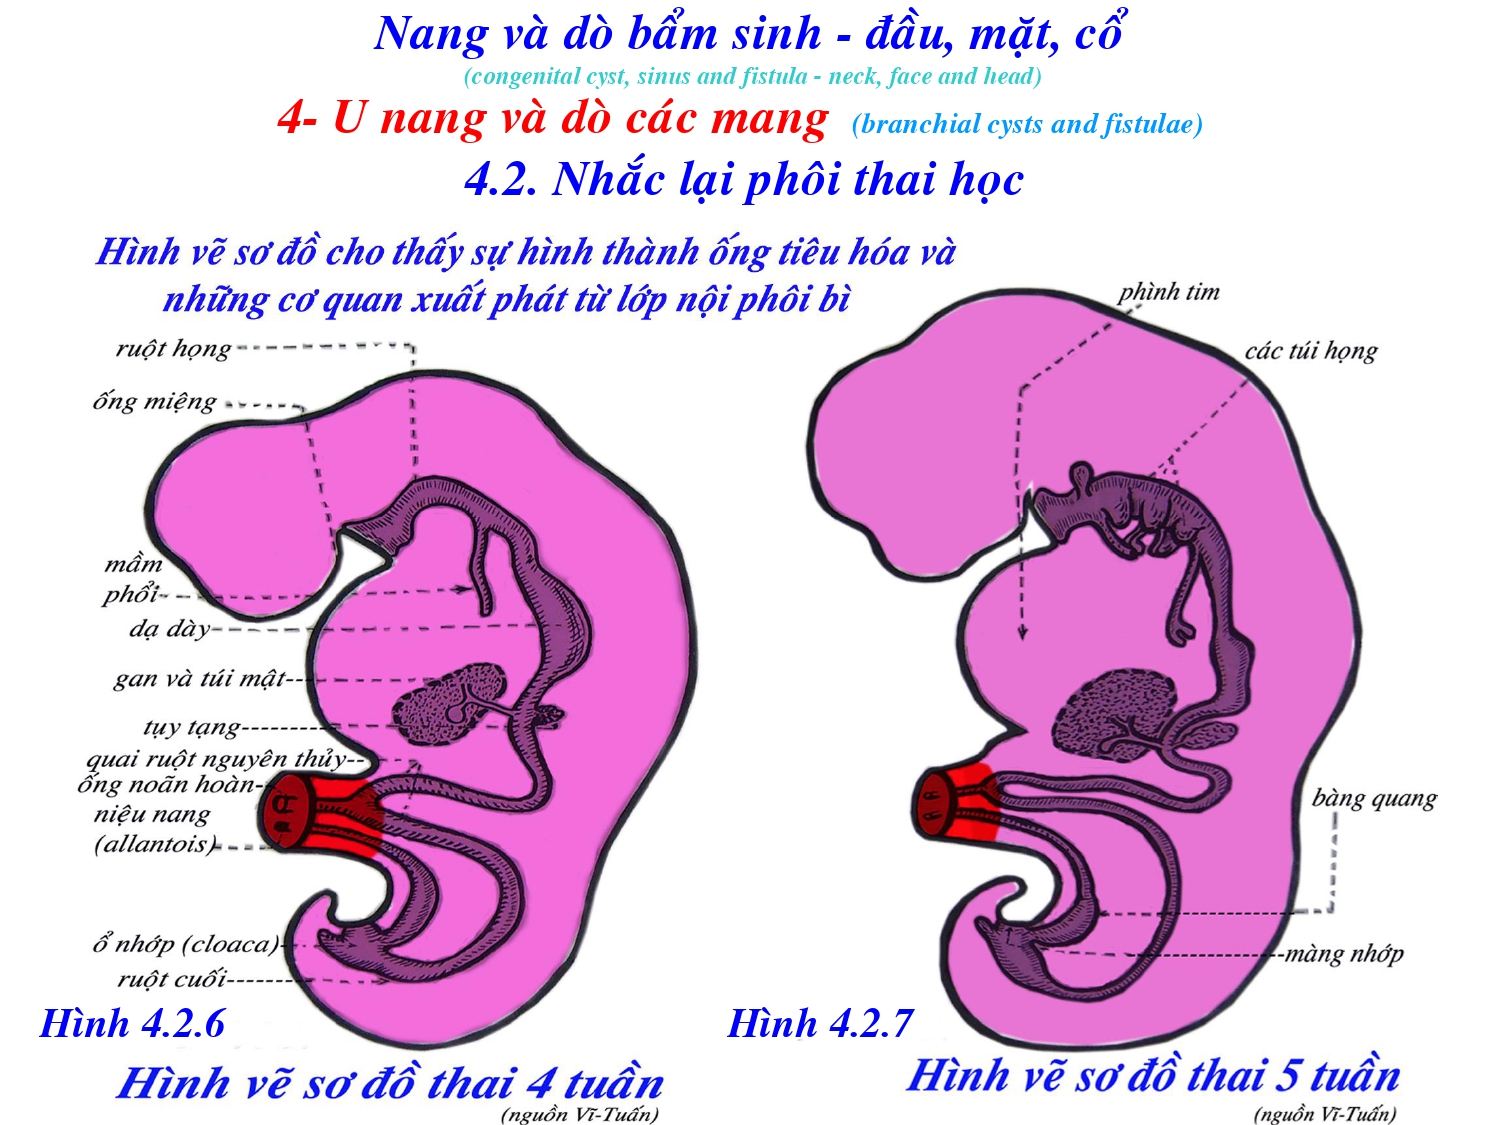 Nang và dò bẩm sinh - đầu, mặt, cổ
(congenital cyst, sinus and fistula - neck, face and head)
4- U nang và dò các mang (branchial cysts and fistulae)
4.2. Nhắc lại phôi thai học
Hình vẽ sơ đồ cho thấy sự hình thành ống tiêu hóa và
những cơ quan xuất phát từ lớp nội phôi bì
ruột họng
ống miệng
mầm
phổi
dạ dày
gan và túi mật
tụy tạng
quai ruột nguyên thủy
ống noãn hoàn
niệu nang
(allantois)
ổ nhớp (cloaca)
ruột cuối
Hình 4.2.6
Hình vẽ sơ đồ thai 4 tuần
(nguồn Vĩ-Tuấn)
phình tim
các túi họng
bàng quang
màng nhớp
Hình 4.2.7
Hình vẽ sơ đồ thai 5 tuần
(nguồn Vĩ-Tuấn)